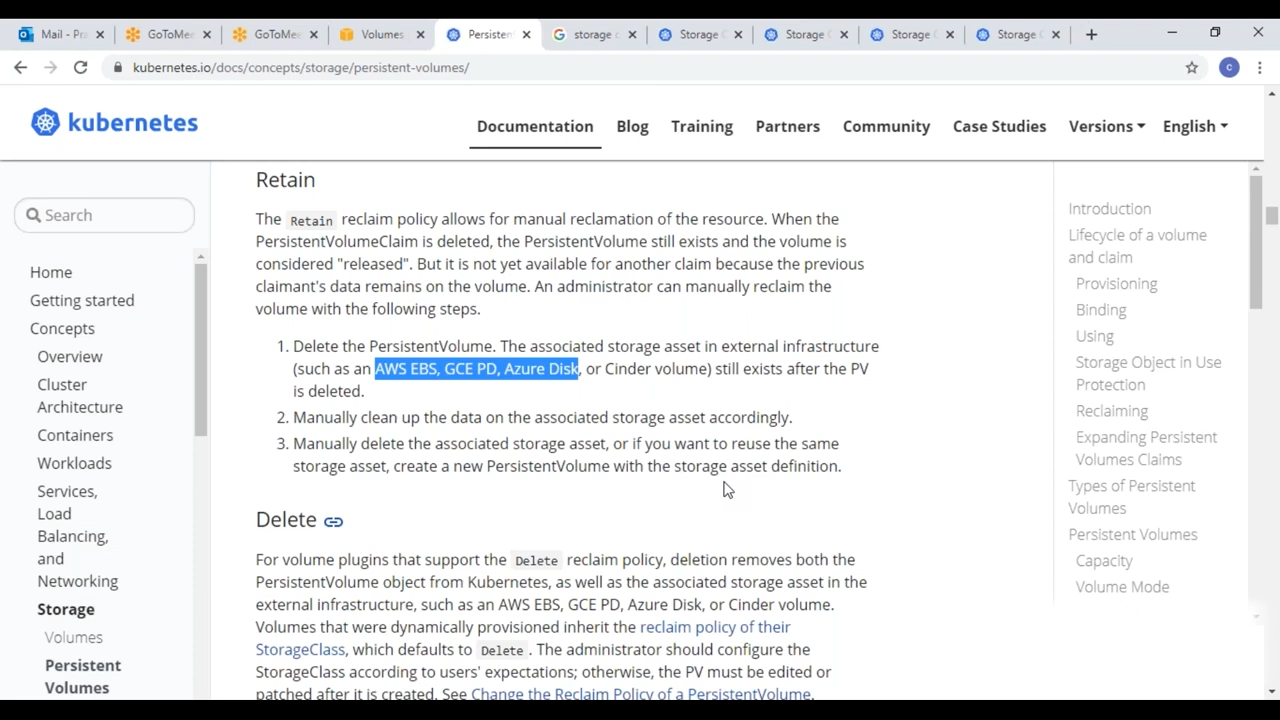 Mail - Pra
GoToMee
GoToMee
Volumes
Persisten
storage c
Storage C
Storage C
Storage C
Storage C
kubernetes.io/docs/concepts/storage/persistent-volumes/
C
kubernetes
Documentation
Blog
Training
Partners
Community
Case Studies
Versions
English
Search
Home
Getting started
Concepts
Overview
Cluster
Architecture
Containers
Workloads
Services,
Load
Balancing,
and
Networking
Storage
Volumes
Persistent
Volumes
Retain
The Retain reclaim policy allows for manual reclamation of the resource. When the
PersistentVolumeClaim is deleted, the PersistentVolume still exists and the volume is
considered "released". But it is not yet available for another claim because the previous
claimant's data remains on the volume. An administrator can manually reclaim the
volume with the following steps.
1. Delete the PersistentVolume. The associated storage asset in external infrastructure
(such as an AWS EBS, GCE PD, Azure Disk, or Cinder volume) still exists after the PV
is deleted.
2. Manually clean up the data on the associated storage asset accordingly.
3. Manually delete the associated storage asset, or if you want to reuse the same
storage asset, create a new PersistentVolume with the storage asset definition.
Delete
For volume plugins that support the Delete reclaim policy, deletion removes both the
PersistentVolume object from Kubernetes, as well as the associated storage asset in the
external infrastructure, such as an AWS EBS, GCE PD, Azure Disk, or Cinder volume.
Volumes that were dynamically provisioned inherit the reclaim policy of their
StorageClass, which defaults to Delete. The administrator should configure the
StorageClass according to users' expectations; otherwise, the PV must be edited or
patched after it is created. See Change the Reclaim Policy of a PersistentVolume.
Introduction
Lifecycle of a volume
and claim
Provisioning
Binding
Using
Storage Object in Use
Protection
Reclaiming
Expanding Persistent
Volumes Claims
Types of Persistent
Volumes
Persistent Volumes
Capacity
Volume Mode